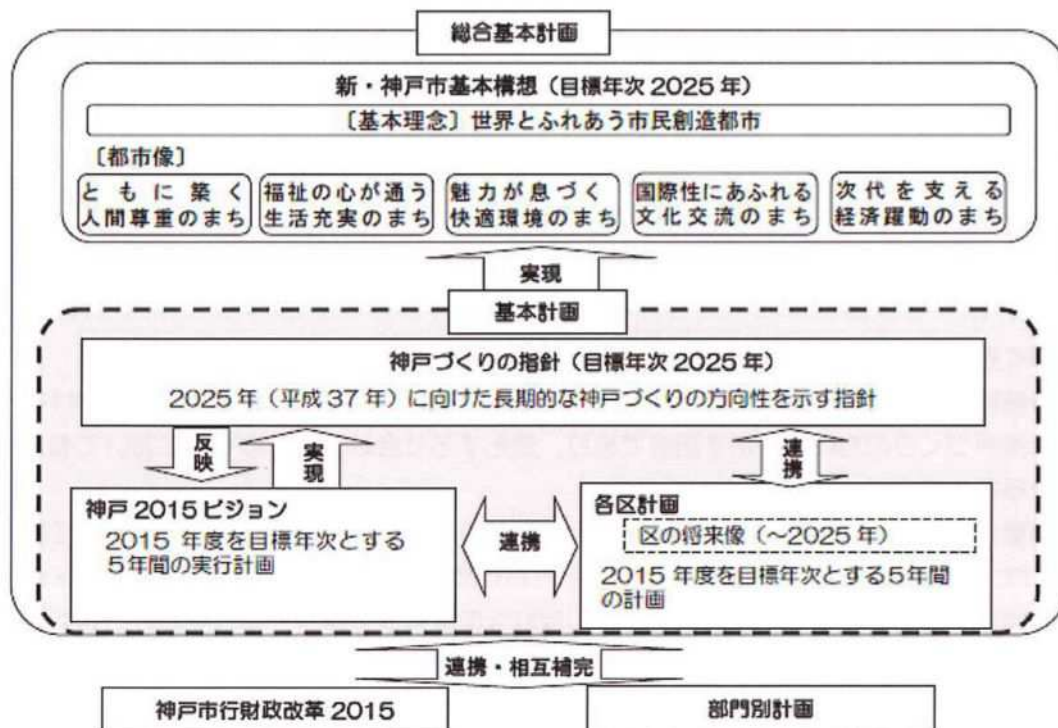 総合基本計画
新・神戸市基本構想（目標年次 2025 年）
〔基本理念〕世界とふれあう市民創造都市
〔都市像〕
ともに築く
人間尊重のまち
福祉の心が通う
生活充実のまち
魅力が息づく
快適環境のまち
国際性にあふれる
文化交流のまち
次代を支える
経済躍動のまち
実現
基本計画
神戸づくりの指針（目標年次 2025 年）
2025 年（平成 37 年）に向けた長期的な神戸づくりの方向性を示す指針
反映
実現
連携
神戸 2015 ビジョン
2015 年度を目標年次とする
５年間の実行計画
連携
各区計画
区の将来像（～2025 年）
2015 年度を目標年次とする５年間
の計画
連携・相互補完
神戸市行財政改革 2015
部門別計画